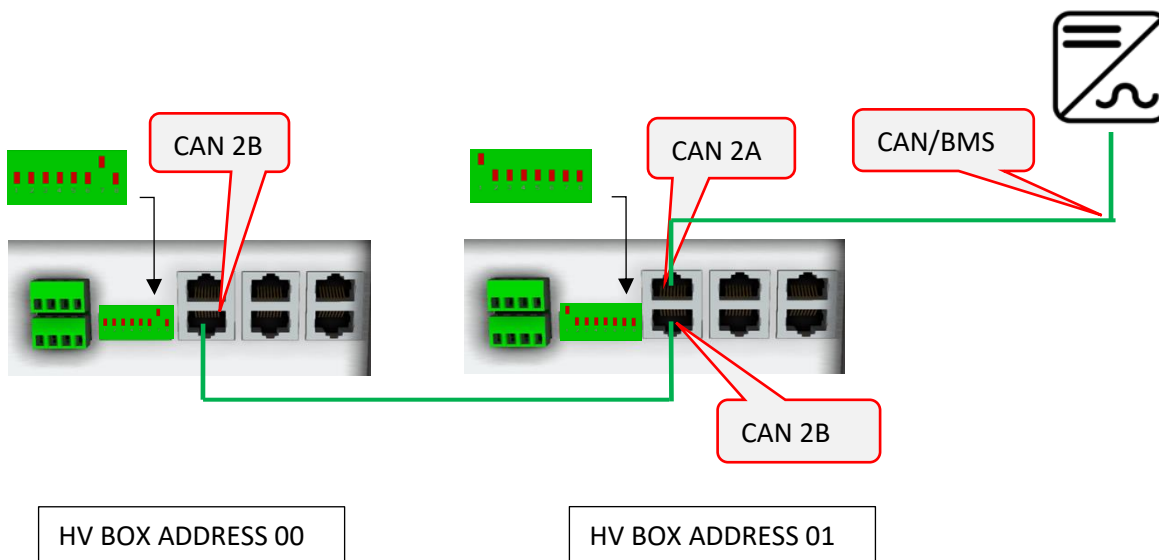 CAN 2B
CAN 2A
CAN/BMS
CAN 2B
HV BOX ADDRESS 00
HV BOX ADDRESS 01